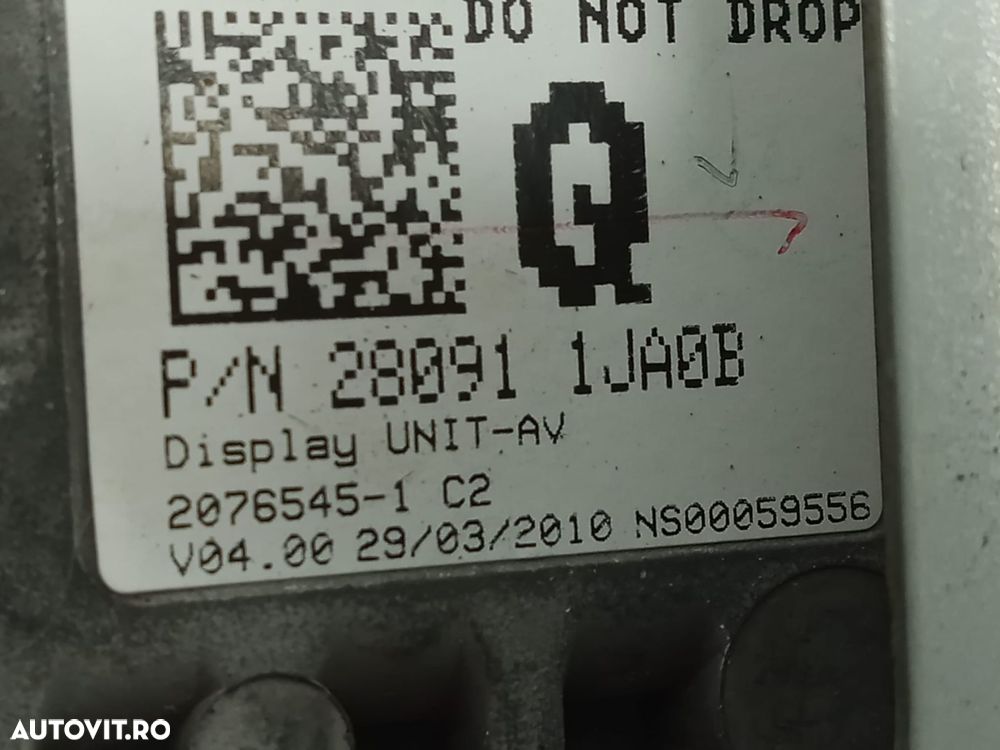 DO NOT DROP
Q
P/N 28091 1JA0B
Display UNIT-AV
2076545-1 C2
V04.00 29/03/2010 NS00059556
AUTOVIT.RO